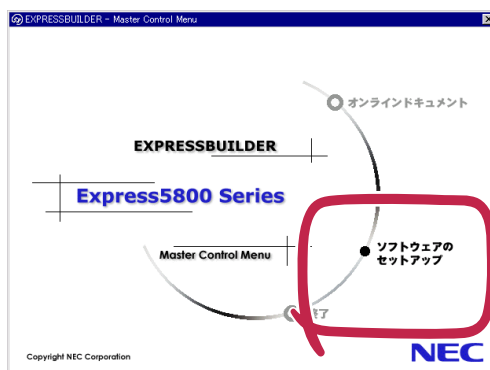 EXPRESSBUILDER - Master Control Menu
オンラインドキュメント
EXPRESSBUILDER
Express5800 Series
ソフトウェアの
セットアップ
Master Control Menu
了
Copyright NEC Corporation
NEC